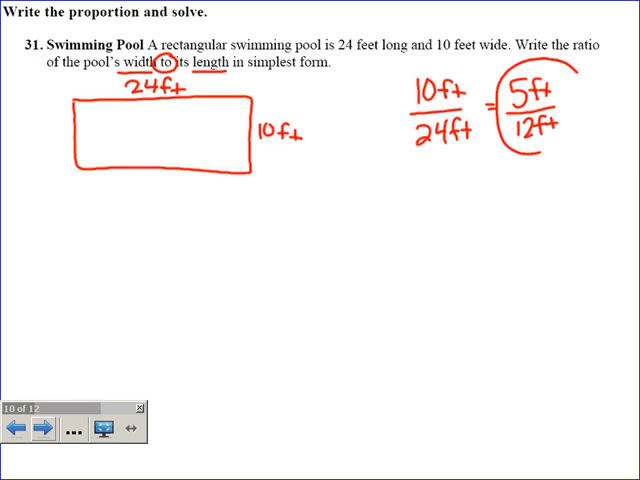 Write the proportion and solve.
31. Swimming Pool A rectangular swimming pool is 24 feet long and 10 feet wide. Write the ratio
of the pool's width to its length in simplest form.
24ft
10ft
10ft
24ft
=
5ft
12ft
10 of 12
...